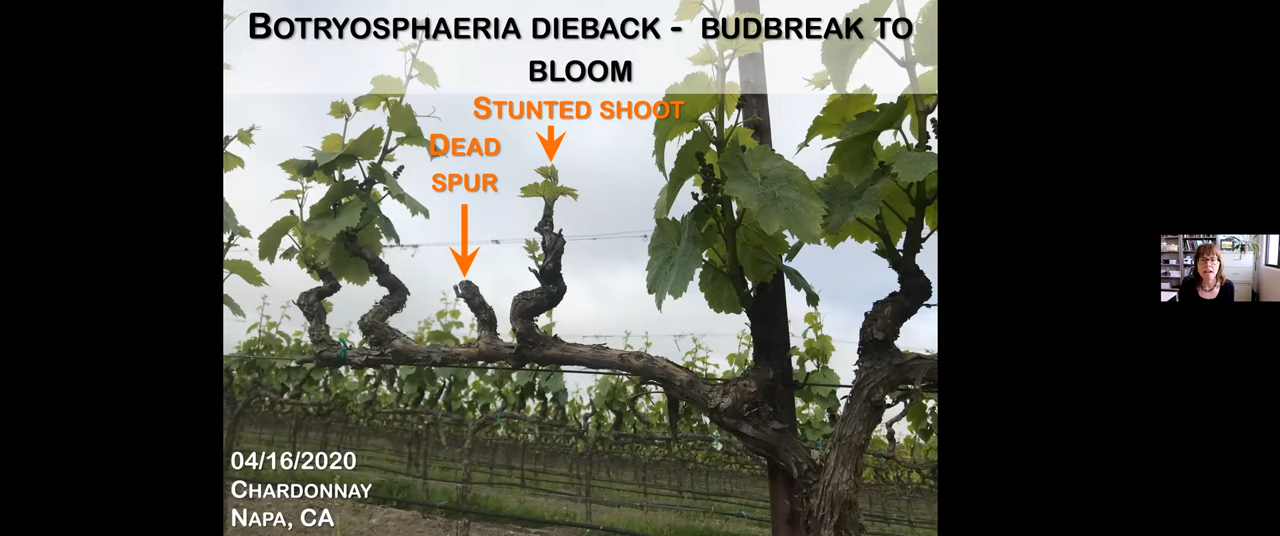 BOTRYOSPHAERIA DIEBACK - BUDBREAK TO
BLOOM
STUNTED SHOOT
DEAD
SPUR
04/16/2020
CHARDONNAY
NAPA, CA